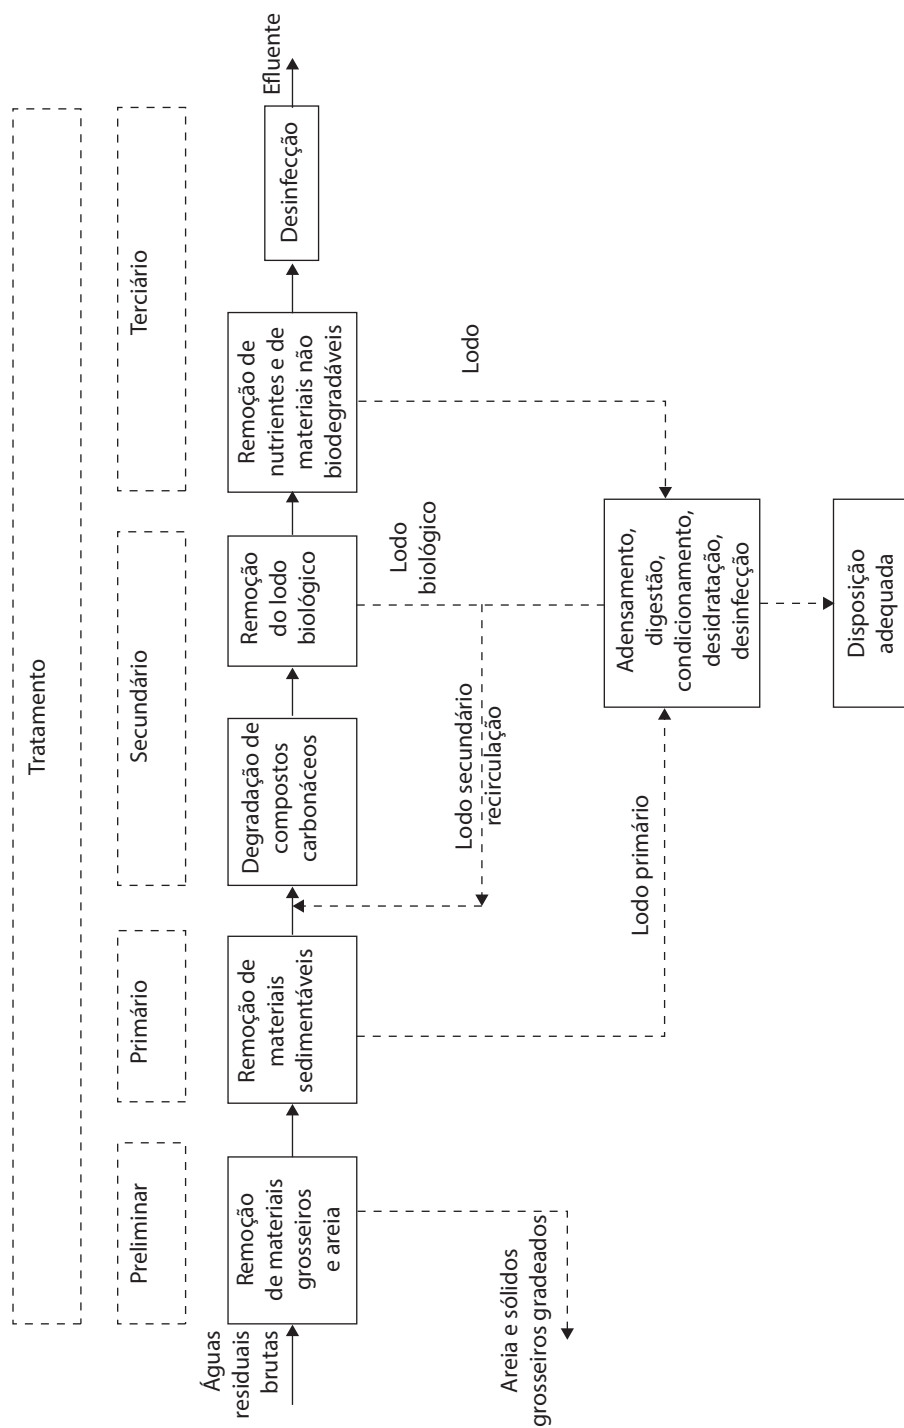 Tratamento
Preliminar
Primário
Secundário
Terciário
Águas
residuais
brutas
Remoção
de materiais
grosseiros
e areia
Remoção de
materiais
sedimentáveis
Degradação de
compostos
carbonáceos
Remoção
do lodo
biológico
Remoção de
nutrientes e de
materiais não
biodegradáveis
Desinfecção
Efluente
Areia e sólidos
grosseiros gradeados
Lodo primário
Lodo secundário
recirculação
Lodo
biológico
Lodo
Adensamento,
digestão,
condicionamento,
desidratação,
desinfecção
Disposição
adequada